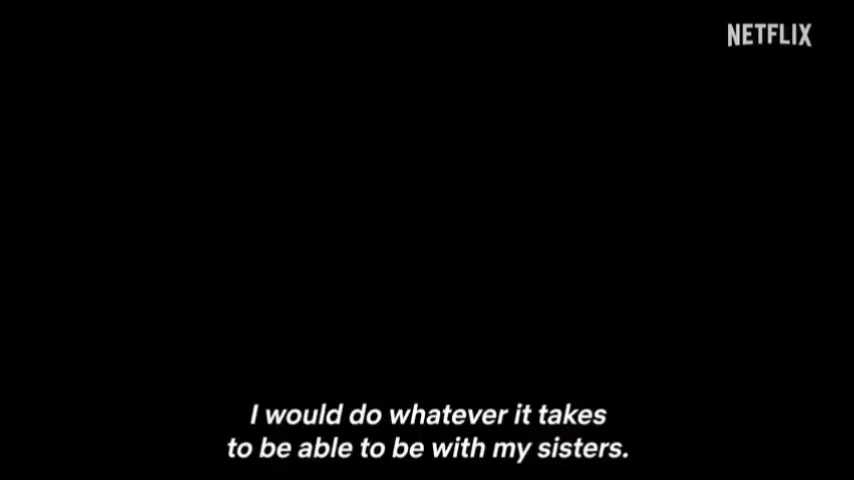 NETFLIX
I would do whatever it takes
to be able to be with my sisters.